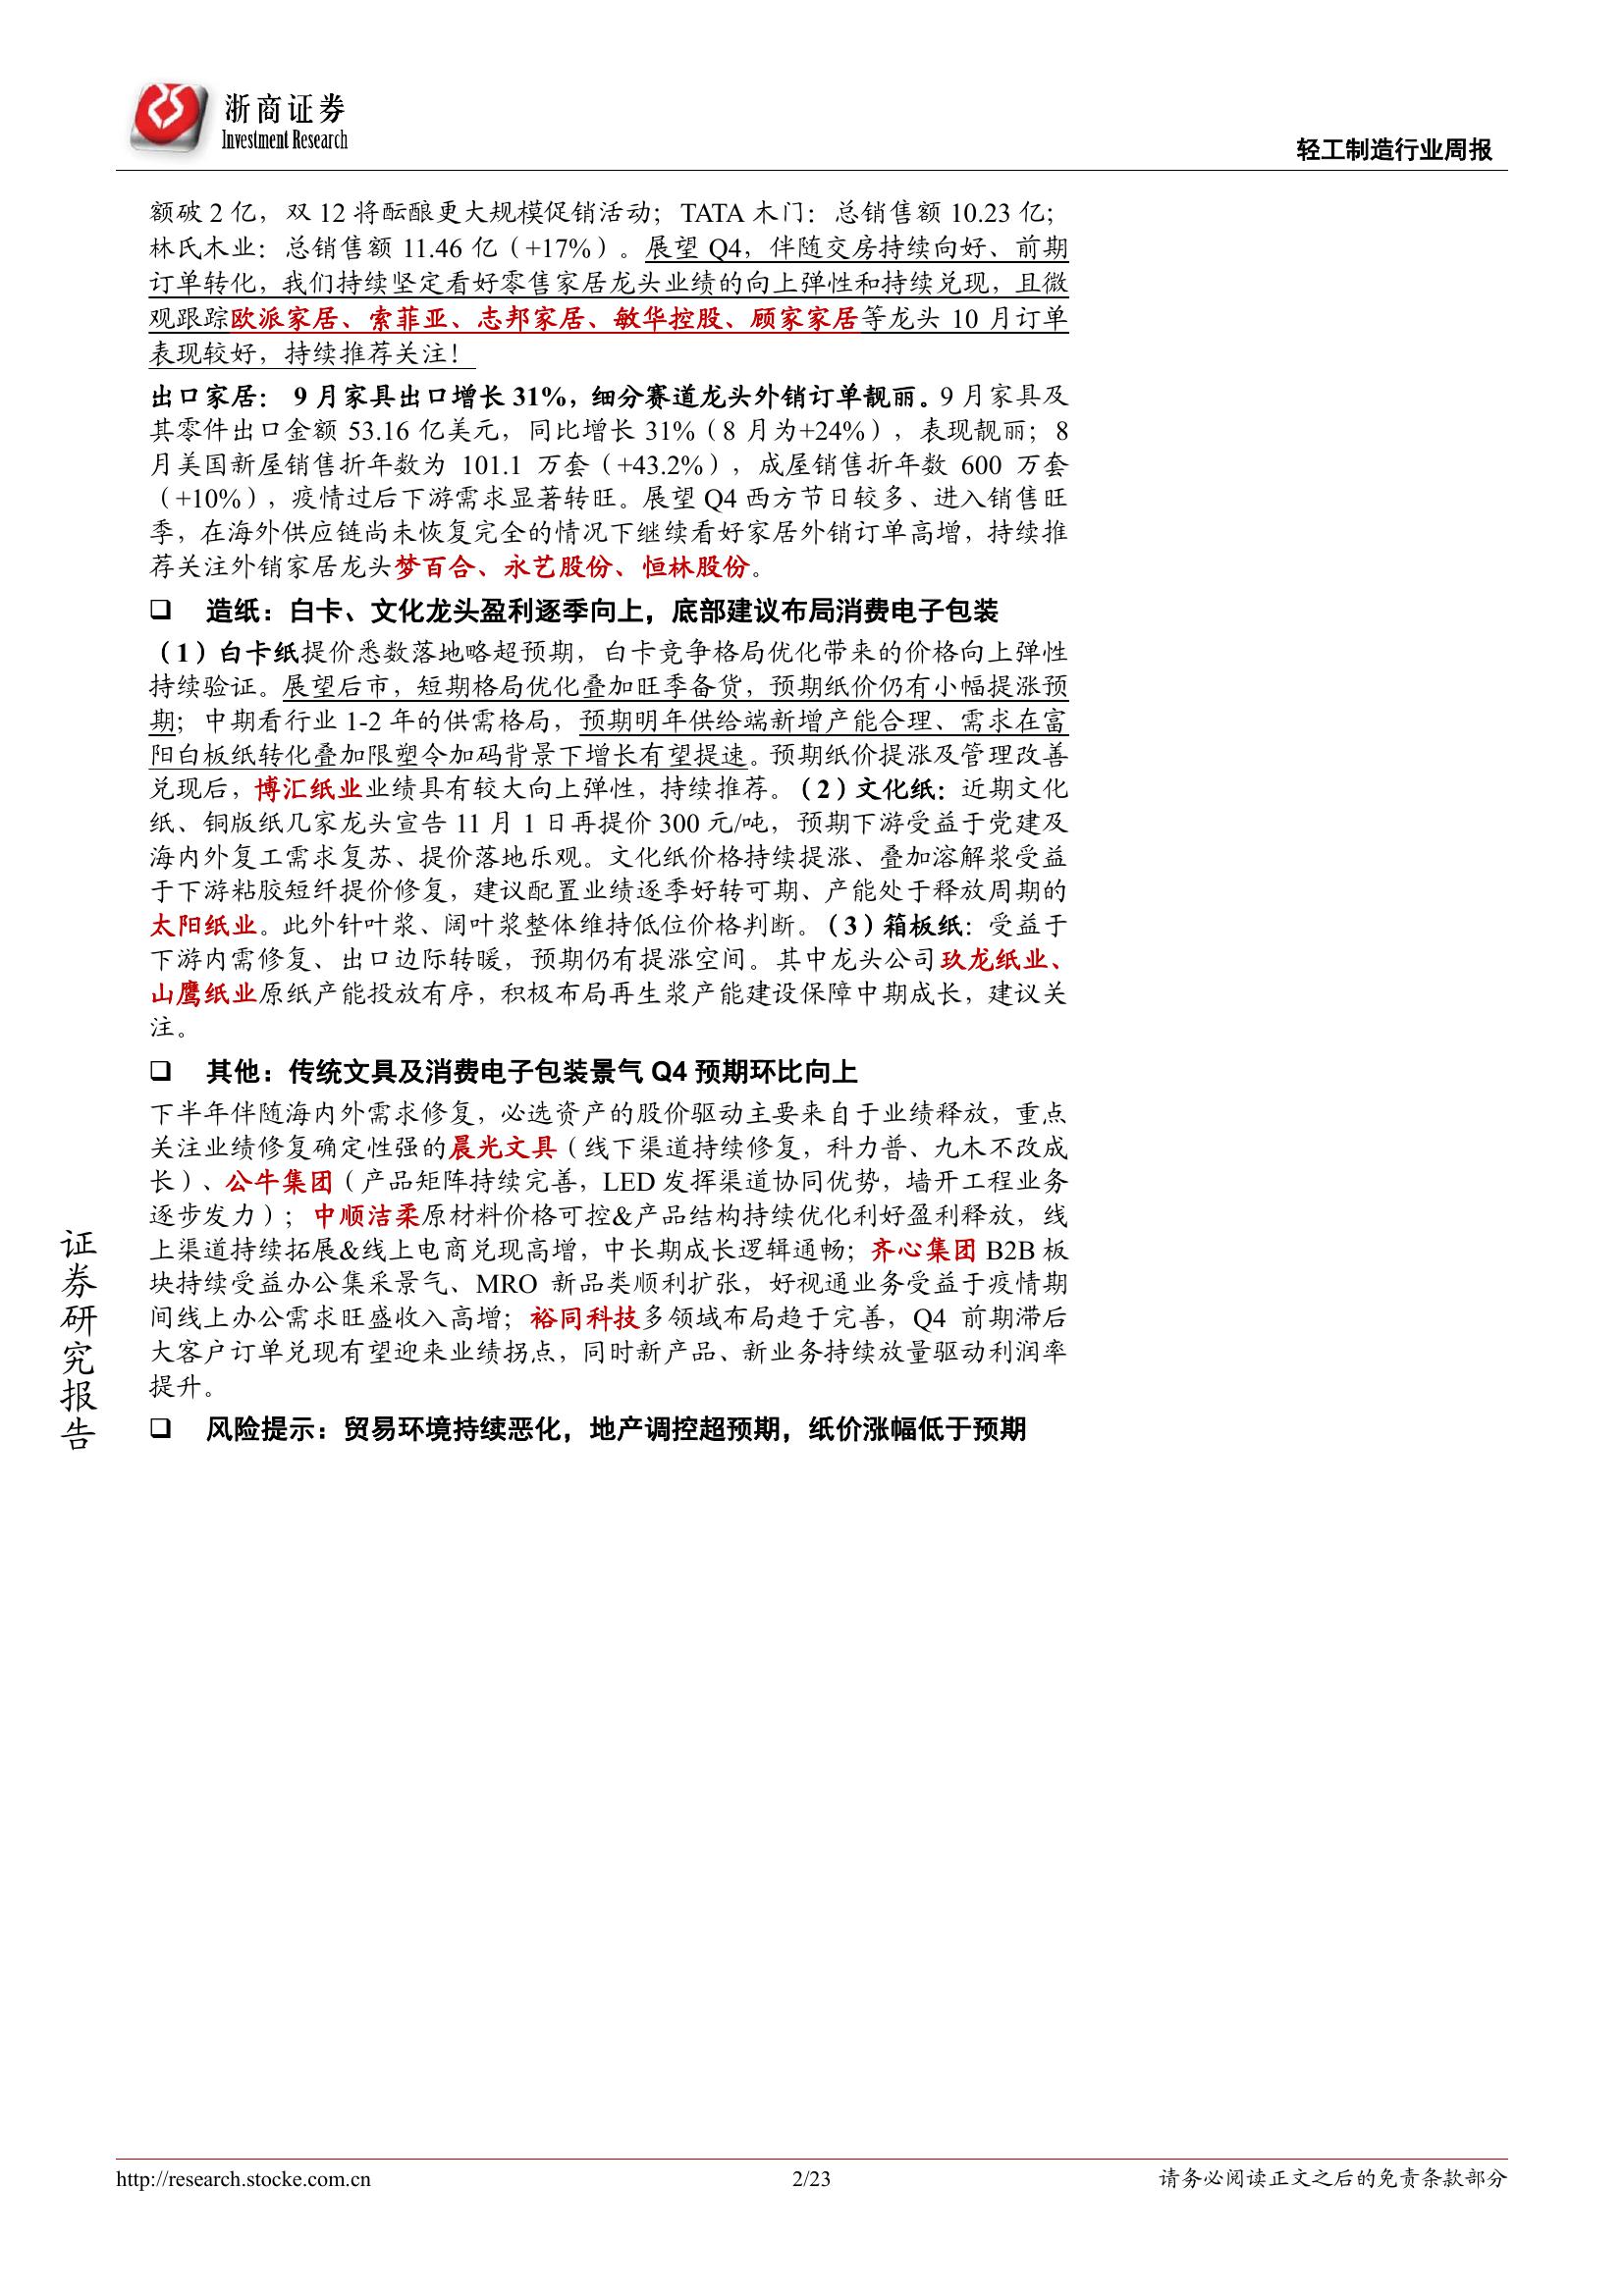 浙商证券
Investment Research
轻工制造行业周报
额破 2 亿，双 12 将酝酿更大规模促销活动；TATA 木门：总销售额 10.23 亿；
林氏木业：总销售额 11.46 亿（+17%）。展望 Q4，伴随交房持续向好、前期
订单转化，我们持续坚定看好零售家居龙头业绩的向上弹性和持续兑现，且微
观跟踪欧派家居、索菲亚、志邦家居、敏华控股、顾家家居等龙头 10 月订单
表现较好，持续推荐关注！
出口家居： 9 月家具出口增长 31%，细分赛道龙头外销订单靓丽。9 月家具及
其零件出口金额 53.16 亿美元，同比增长 31%（8 月为+24%），表现靓丽；8
月美国新屋销售折年数为 101.1 万套（+43.2%），成屋销售折年数 600 万套
（+10%），疫情过后下游需求显著转旺。展望 Q4 西方节日较多、进入销售旺
季，在海外供应链尚未恢复完全的情况下继续看好家居外销订单高增，持续推
荐关注外销家居龙头梦百合、永艺股份、恒林股份。
❑ 造纸：白卡、文化龙头盈利逐季向上，底部建议布局消费电子包装
（1）白卡纸提价悉数落地略超预期，白卡竞争格局优化带来的价格向上弹性
持续验证。展望后市，短期格局优化叠加旺季备货，预期纸价仍有小幅提涨预
期；中期看行业 1-2 年的供需格局，预期明年供给端新增产能合理、需求在富
阳白板纸转化叠加限塑令加码背景下增长有望提速。预期纸价提涨及管理改善
兑现后，博汇纸业业绩具有较大向上弹性，持续推荐。（2）文化纸：近期文化
纸、铜版纸几家龙头宣告 11 月 1 日再提价 300 元/吨，预期下游受益于党建及
海内外复工需求复苏、提价落地乐观。文化纸价格持续提涨、叠加溶解浆受益
于下游粘胶短纤提价修复，建议配置业绩逐季好转可期、产能处于释放周期的
太阳纸业。此外针叶浆、阔叶浆整体维持低位价格判断。（3）箱板纸：受益于
下游内需修复、出口边际转暖，预期仍有提涨空间。其中龙头公司玖龙纸业、
山鹰纸业原纸产能投放有序，积极布局再生浆产能建设保障中期成长，建议关
注。
❑ 其他：传统文具及消费电子包装景气 Q4 预期环比向上
下半年伴随海内外需求修复，必选资产的股价驱动主要来自于业绩释放，重点
关注业绩修复确定性强的晨光文具（线下渠道持续修复，科力普、九木不改成
长）、公牛集团（产品矩阵持续完善，LED 发挥渠道协同优势，墙开工程业务
逐步发力）；中顺洁柔原材料价格可控&产品结构持续优化利好盈利释放，线
上渠道持续拓展&线上电商兑现高增，中长期成长逻辑通畅；齐心集团 B2B 板
块持续受益办公集采景气、MRO 新品类顺利扩张，好视通业务受益于疫情期
间线上办公需求旺盛收入高增；裕同科技多领域布局趋于完善，Q4 前期滞后
大客户订单兑现有望迎来业绩拐点，同时新产品、新业务持续放量驱动利润率
提升。
❑ 风险提示：贸易环境持续恶化，地产调控超预期，纸价涨幅低于预期
证
券
研
究
报
告
http://research.stocke.com.cn
2/23
请务必阅读正文之后的免责条款部分